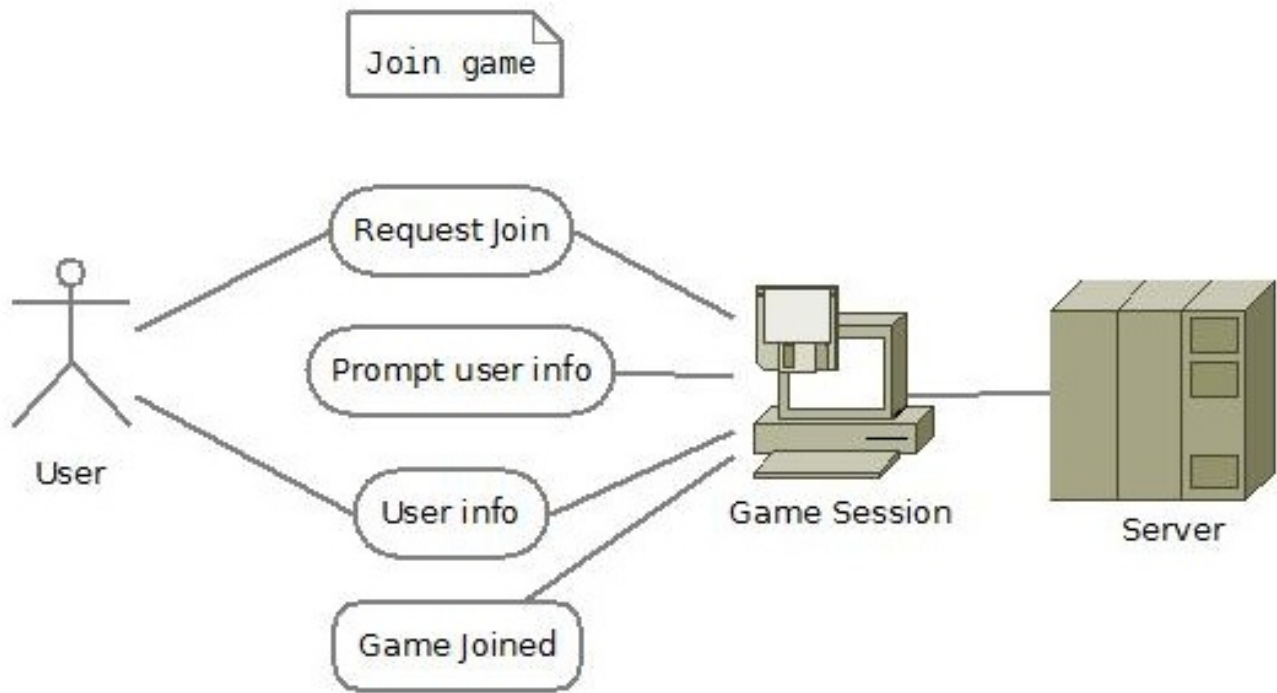 Join game
Request Join
Prompt user info
User
User info
Game Session
Server
Game Joined